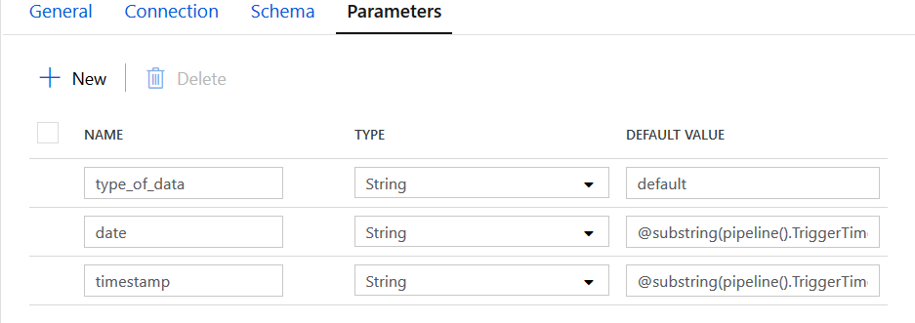 General Connection Schema Parameters
New Delete
NAME TYPE DEFAULT VALUE
type_of_data String default
date String @substring(pipeline().TriggerTim
timestamp String @substring(pipeline().TriggerTim